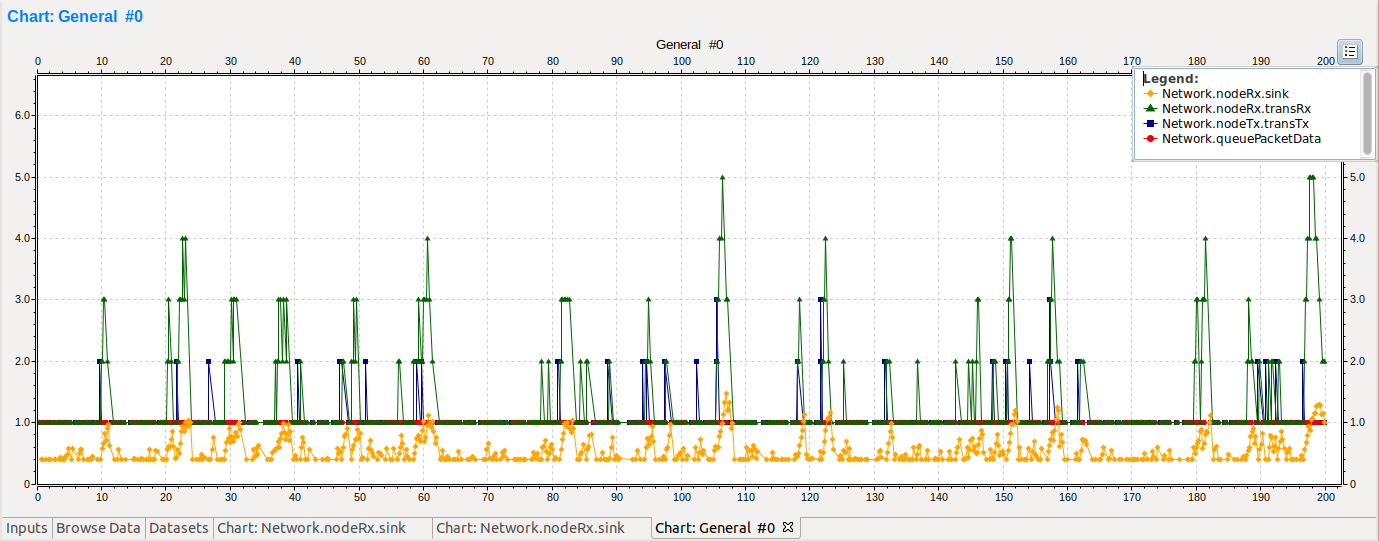 Chart: General #0
General #0
0 10 20 30 40 50 60 70 80 90 100 110 120 130 140 150 160 170 180 190 200
Legend:
Network.nodeRx.sink
Network.nodeRx.transRx
Network.nodeTx.transTx
Network.queuePacketData
6.0
5.0 5.0
4.0 4.0
3.0 3.0
2.0 2.0
1.0 1.0
0 0
0 10 20 30 40 50 60 70 80 90 100 110 120 130 140 150 160 170 180 190 200
Inputs Browse Data Datasets Chart: Network.nodeRx.sink Chart: Network.nodeRx.sink Chart: General #0